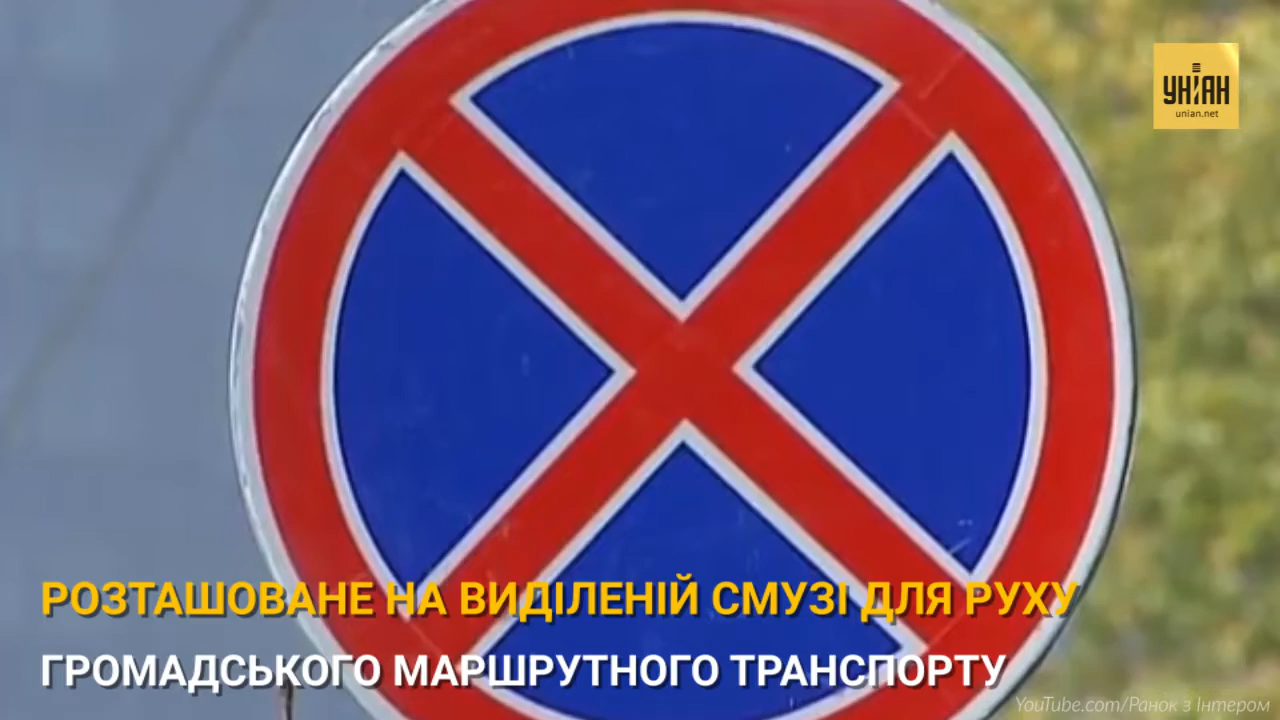 УНІАН
unian.net
РОЗТАШОВАНЕ НА ВИДІЛЕНІЙ СМУЗІ ДЛЯ РУХУ
ГРОМАДСЬКОГО МАРШРУТНОГО ТРАНСПОРТУ
YouTube.com/Ранок з Інтером